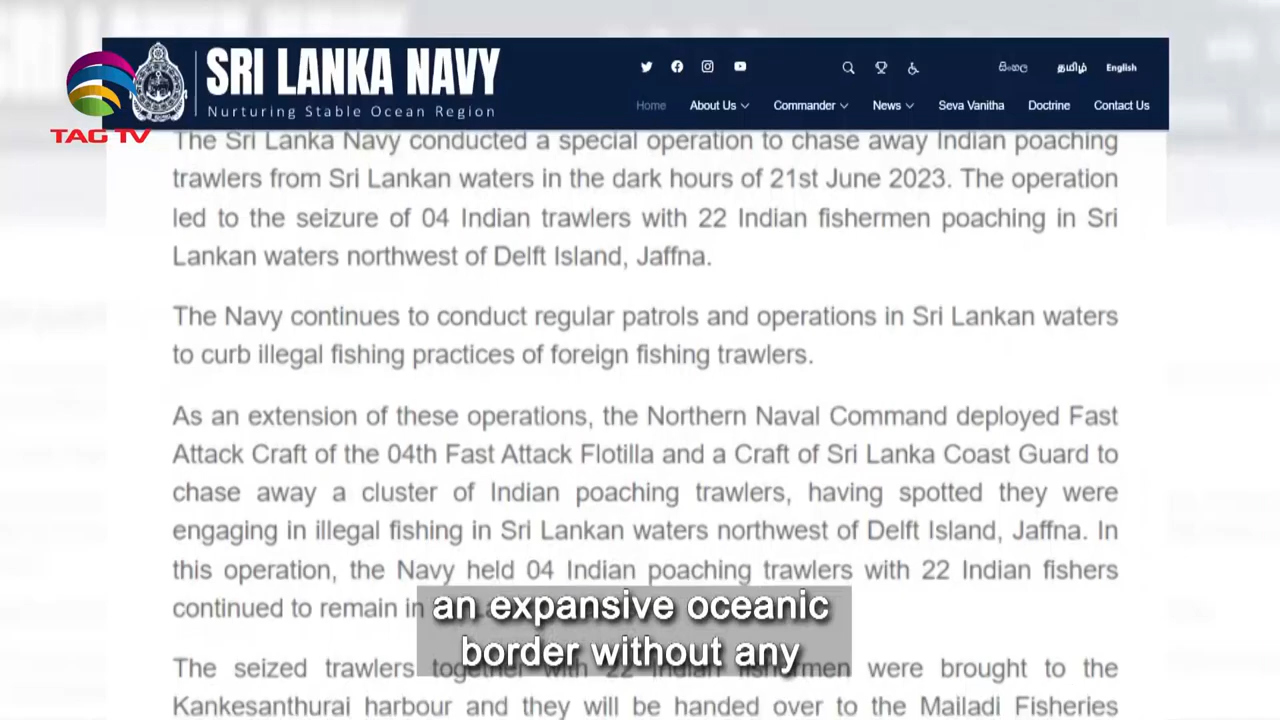 SRI LANKA NAVY
Nurturing Stable Ocean Region
සිංහල தமிழ் English
Home About Us Commander News Seva Vanitha Doctrine Contact Us
TAG TV
The Sri Lanka Navy conducted a special operation to chase away Indian poaching
trawlers from Sri Lankan waters in the dark hours of 21st June 2023. The operation
led to the seizure of 04 Indian trawlers with 22 Indian fishermen poaching in Sri
Lankan waters northwest of Delft Island, Jaffna.
The Navy continues to conduct regular patrols and operations in Sri Lankan waters
to curb illegal fishing practices of foreign fishing trawlers.
As an extension of these operations, the Northern Naval Command deployed Fast
Attack Craft of the 04th Fast Attack Flotilla and a Craft of Sri Lanka Coast Guard to
chase away a cluster of Indian poaching trawlers, having spotted they were
engaging in illegal fishing in Sri Lankan waters northwest of Delft Island, Jaffna. In
this operation, the Navy held 04 Indian poaching trawlers with 22 Indian fishers
continued to remain in
an expansive oceanic
border without any
The seized trawlers together with 22 Indian fishermen were brought to the
Kankesanthurai harbour and they will be handed over to the Mailadi Fisheries